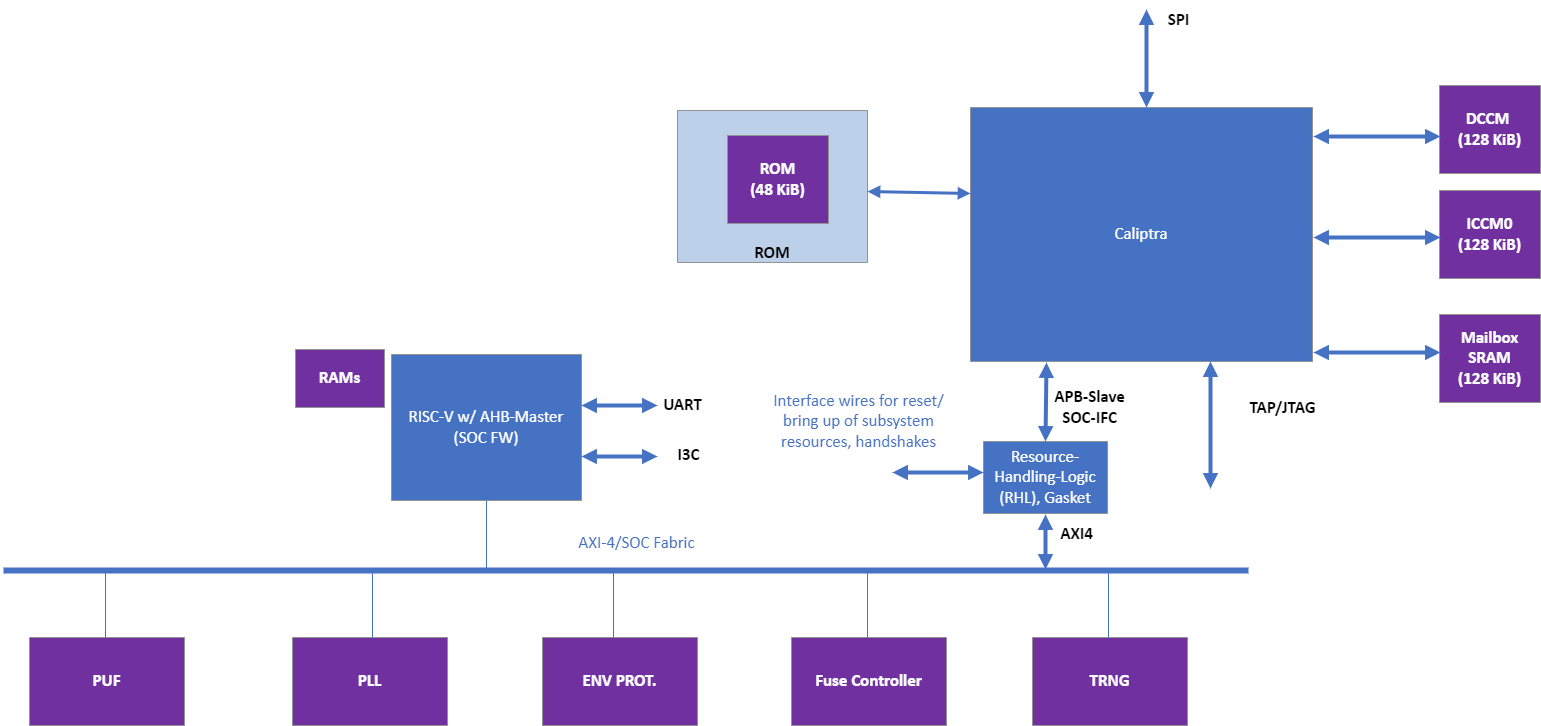 SPI
DCCM
(128 KiB)
ROM
(48 KiB)
ROM
Caliptra
ICCM0
(128 KiB)
Mailbox
SRAM
(128 KiB)
RAMs
RISC-V w/ AHB-Master
(SOC FW)
UART
I3C
Interface wires for reset/
bring up of subsystem
resources, handshakes
APB-Slave
SOC-IFC
TAP/JTAG
Resource-
Handling-Logic
(RHL), Gasket
AXI4
AXI-4/SOC Fabric
PUF
PLL
ENV PROT.
Fuse Controller
TRNG